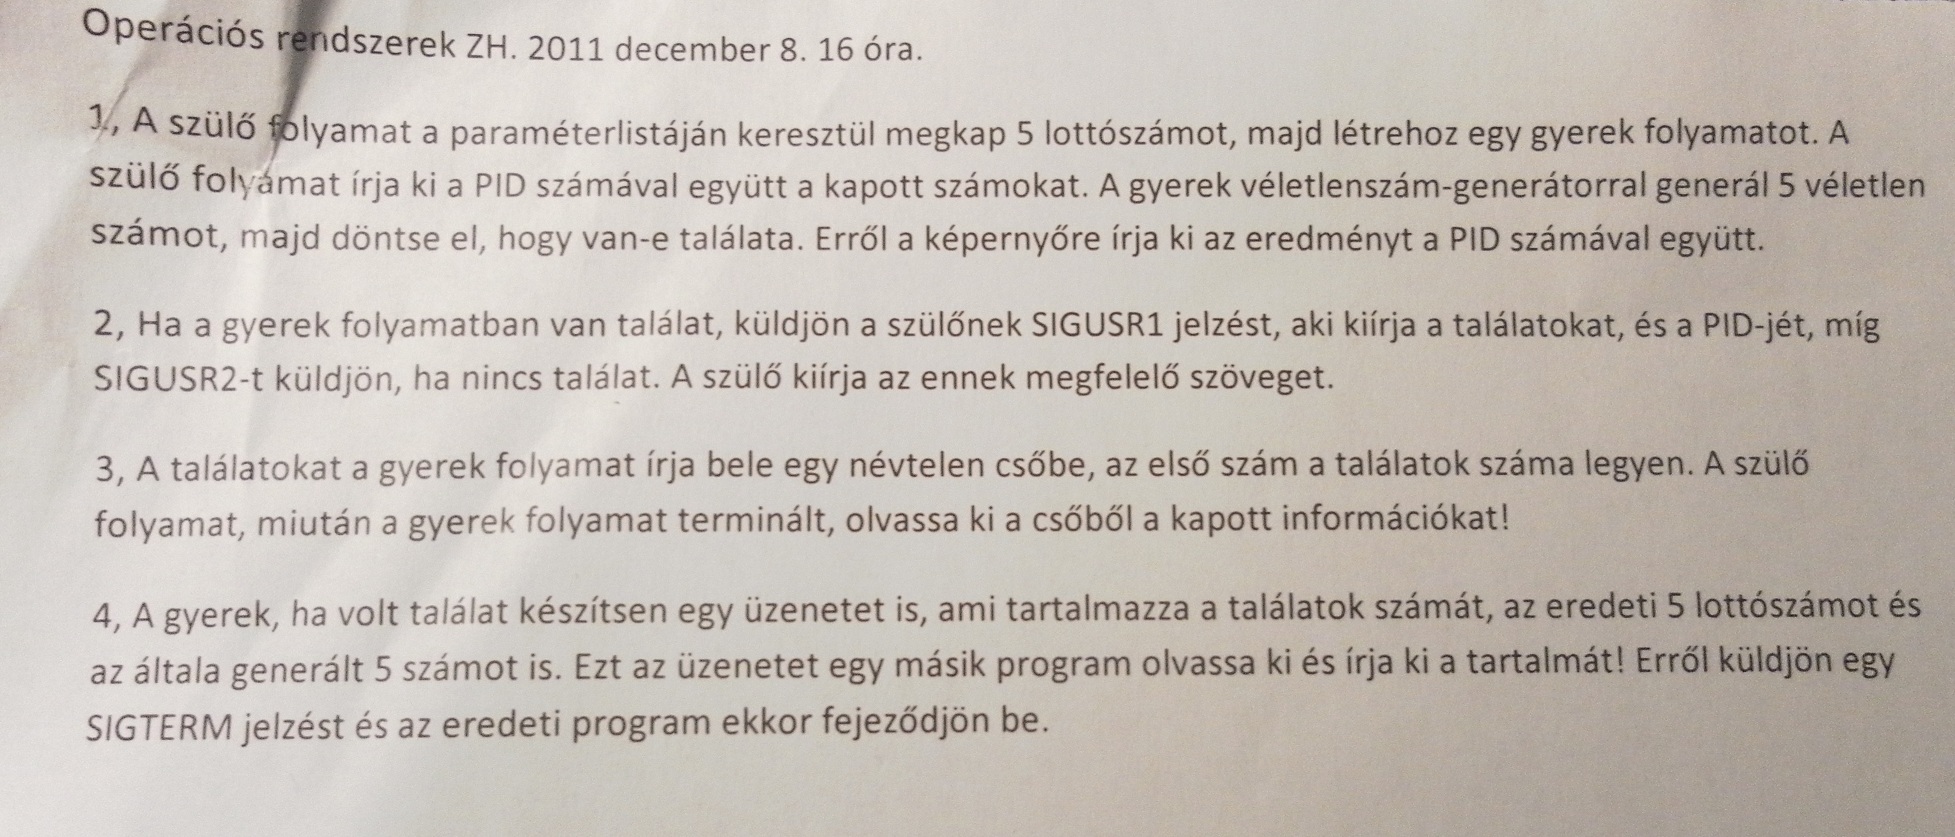 Operációs rendszerek ZH. 2011 december 8. 16 óra.
1, A szülő folyamat a paraméterlistáján keresztül megkap 5 lottószámot, majd létrehoz egy gyerek folyamatot. A
szülő folyamat írja ki a PID számával együtt a kapott számokat. A gyerek véletlenszám-generátorral generál 5 véletlen
számot, majd döntse el, hogy van-e találata. Erről a képernyőre írja ki az eredményt a PID számával együtt.
2, Ha a gyerek folyamatban van találat, küldjön a szülőnek SIGUSR1 jelzést, aki kiírja a találatokat, és a PID-jét, míg
SIGUSR2-t küldjön, ha nincs találat. A szülő kiírja az ennek megfelelő szöveget.
3, A találatokat a gyerek folyamat írja bele egy névtelen csőbe, az első szám a találatok száma legyen. A szülő
folyamat, miután a gyerek folyamat terminált, olvassa ki a csőből a kapott információkat!
4, A gyerek, ha volt találat készítsen egy üzenetet is, ami tartalmazza a találatok számát, az eredeti 5 lottószámot és
az általa generált 5 számot is. Ezt az üzenetet egy másik program olvassa ki és írja ki a tartalmát! Erről küldjön egy
SIGTERM jelzést és az eredeti program ekkor fejeződjön be.